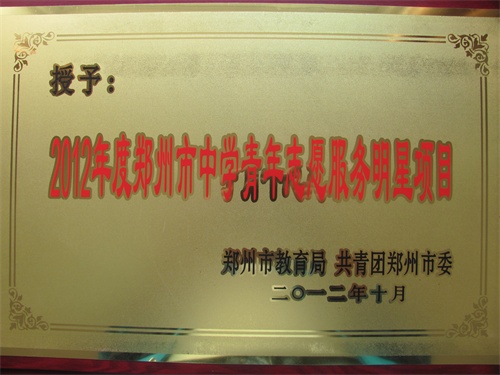 授予：
2012年度郑州市中学青年志愿服务明星项目
郑州市教育局 共青团郑州市委
二〇一二年十月